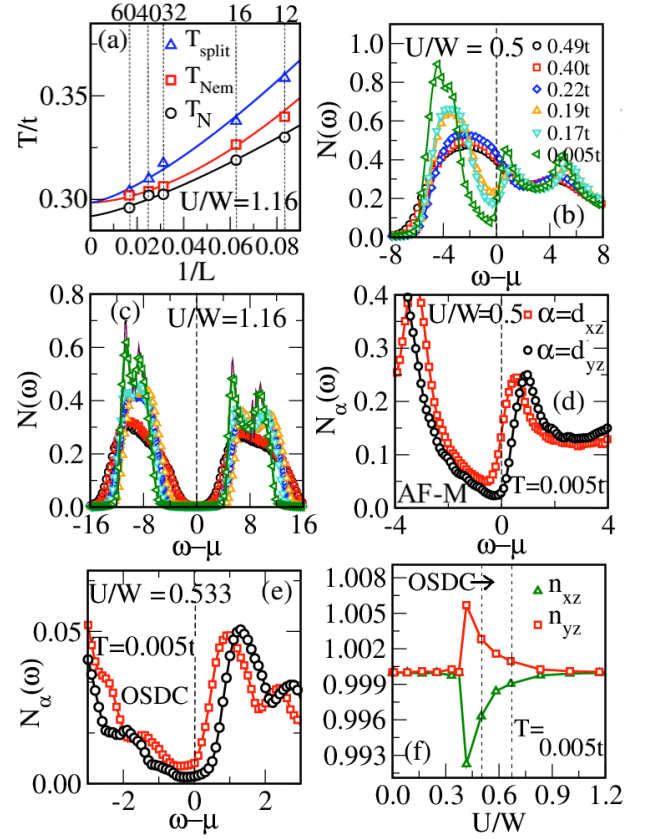 60 40 32 16 12
(a)
T_split
T_Nem
T_N
U/W=1.16
T/t
0.35
0.30
0 0.02 0.04 0.06 0.08
1/L
U/W = 0.5
0.49t
0.40t
0.22t
0.19t
0.17t
0.005t
(b)
N(ω)
1.0
0.8
0.6
0.4
0.2
0.0
-8 -4 0 4 8
ω−μ
(c)
U/W=1.16
N(ω)
0.8
0.6
0.4
0.2
0.0
-16 -8 0 8 16
ω−μ
U/W=0.5
α=d_xz
α=d_yz
(d)
AF-M
T=0.005t
N_α(ω)
0.4
0.3
0.2
0.1
0.0
-4 -2 0 2 4
ω−μ
U/W = 0.533
(e)
T=0.005t
OSDC
N_α(ω)
0.05
0.00
-2 0 2
ω−μ
OSDC→
n_xz
n_yz
T=
0.005t
(f)
1.008
1.005
1.002
0.999
0.996
0.993
0.0 0.3 0.6 0.9 1.2
U/W